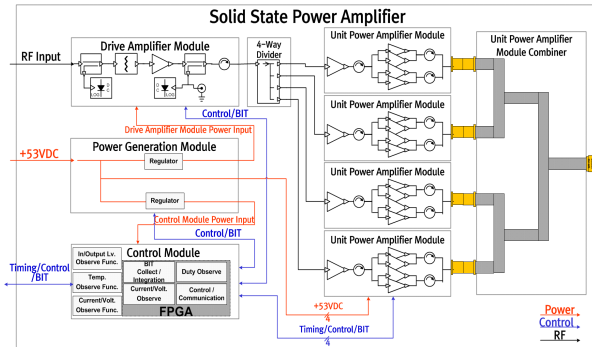 Solid State Power Amplifier
Drive Amplifier Module
4-Way
Divider
Unit Power Amplifier Module
Unit Power Amplifier
Module Combiner
RF Input
LOG
LOG
Control/BIT
Drive Amplifier Module Power Input
Unit Power Amplifier Module
+53VDC
Power Generation Module
Regulator
Regulator
Control Module Power Input
Control/BIT
Unit Power Amplifier Module
Timing/Control
/BIT
In/Output Lv.
Observe Func.
Temp.
Observe Func.
Current/Volt.
Observe Func.
Control Module
BIT
Collect /
Integration
Duty Observe
Current/Volt.
Observe
Control /
Communication
FPGA
Unit Power Amplifier Module
+53VDC
4
Timing/Control/BIT
4
Power
Control
RF